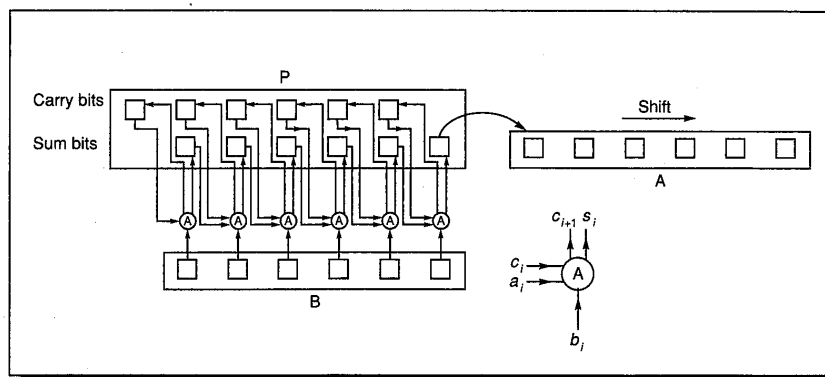 P
Carry bits
Sum bits
Shift
A
A A A A A A
B
c_{i+1} s_i
c_i
a_i
A
b_i